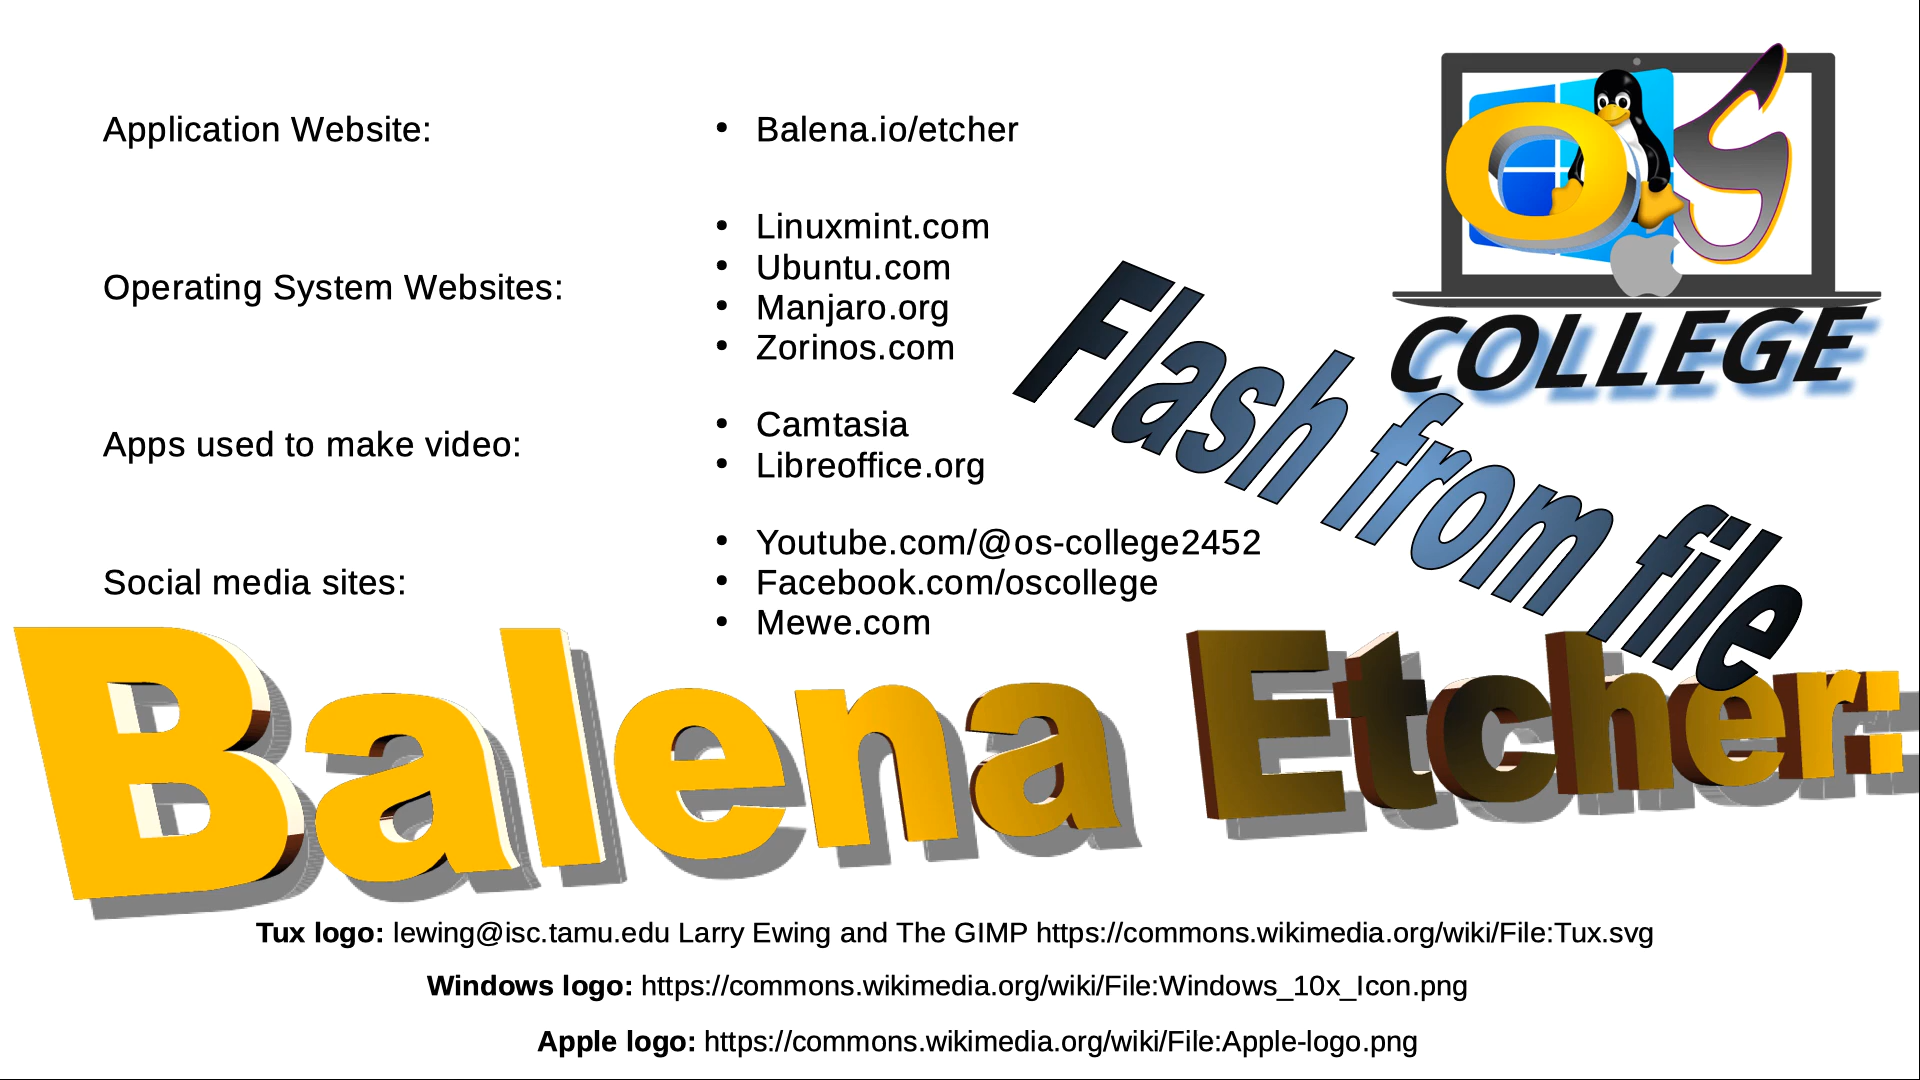 Application Website:
• Balena.io/etcher
Operating System Websites:
• Linuxmint.com
• Ubuntu.com
• Manjaro.org
• Zorinos.com
Apps used to make video:
• Camtasia
• Libreoffice.org
Social media sites:
• Youtube.com/@os-college2452
• Facebook.com/oscollege
• Mewe.com
OS
COLLEGE
Flash from file
Balena Etcher:
Tux logo: lewing@isc.tamu.edu Larry Ewing and The GIMP https://commons.wikimedia.org/wiki/File:Tux.svg
Windows logo: https://commons.wikimedia.org/wiki/File:Windows_10x_Icon.png
Apple logo: https://commons.wikimedia.org/wiki/File:Apple-logo.png